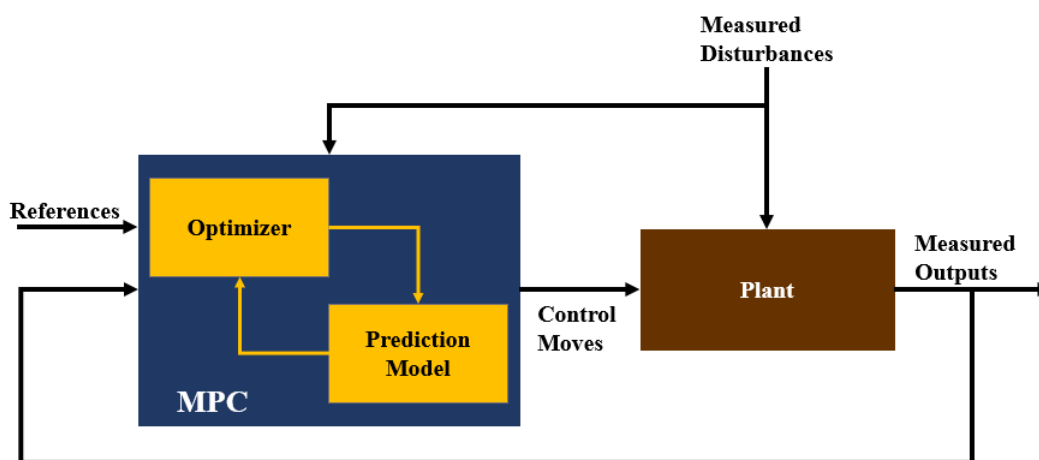 Measured
Disturbances
References
Optimizer
Prediction
Model
MPC
Control
Moves
Plant
Measured
Outputs